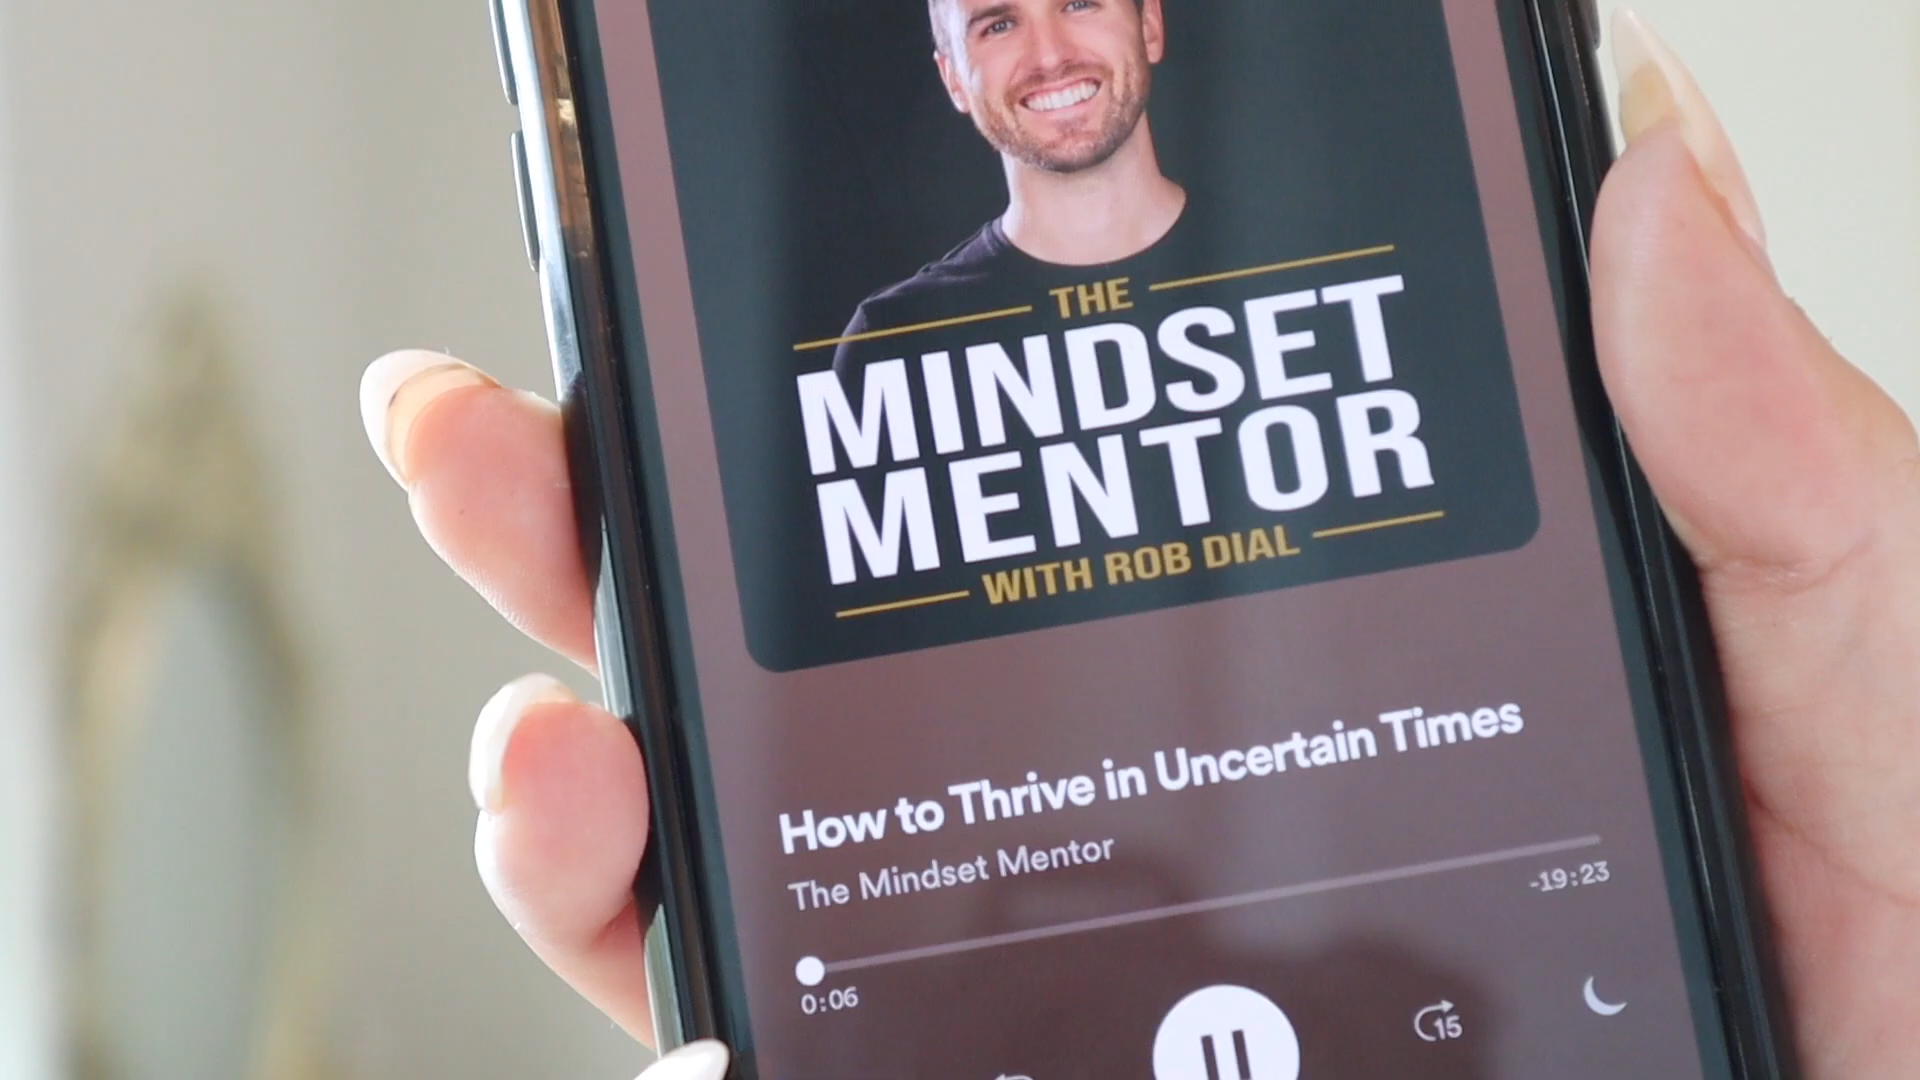 THE
MINDSET
MENTOR
WITH ROB DIAL
How to Thrive in Uncertain Times
The Mindset Mentor
0:06
-19:23
15